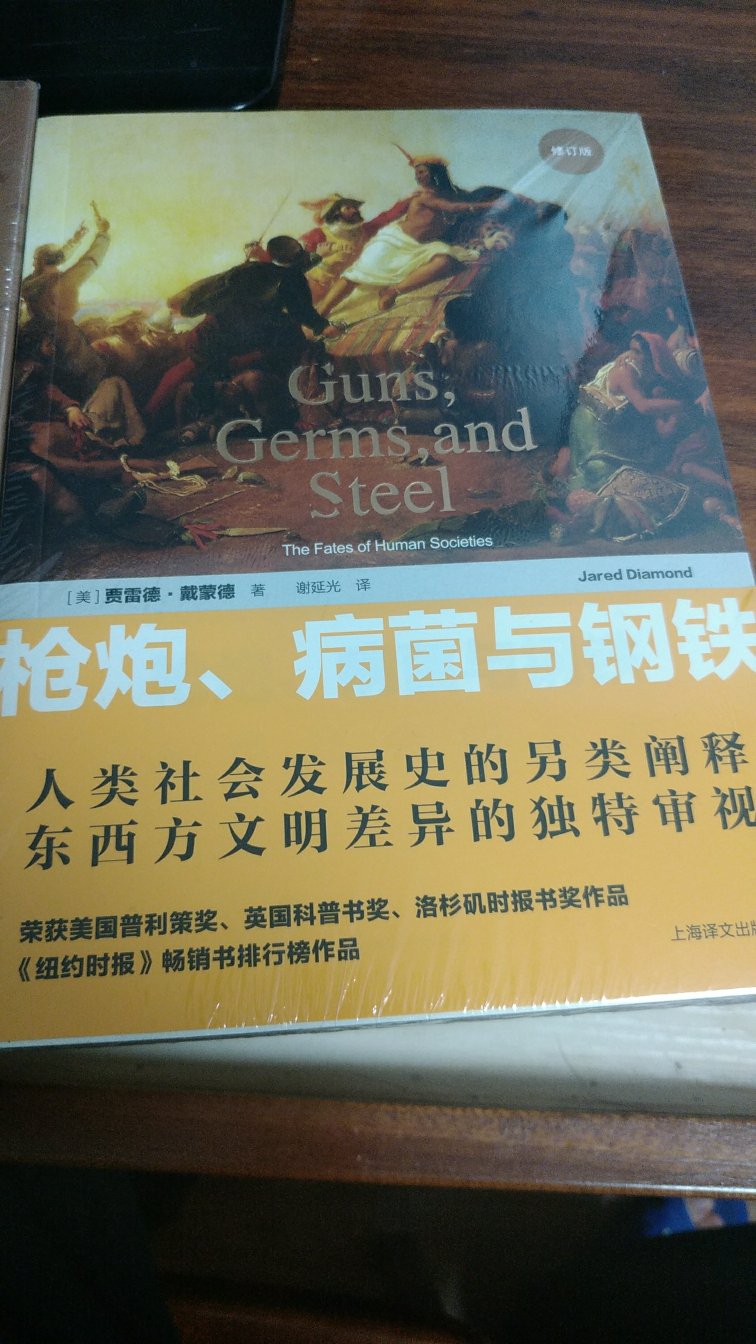 修订版
Guns,
Germs,and
Steel
The Fates of Human Societies
Jared Diamond
[美]贾雷德·戴蒙德 著 谢延光 译
枪炮、病菌与钢铁
人类社会发展史的另类阐释
东西方文明差异的独特审视
荣获美国普利策奖、英国科普书奖、洛杉矶时报书奖作品
《纽约时报》畅销书排行榜作品
上海译文出版